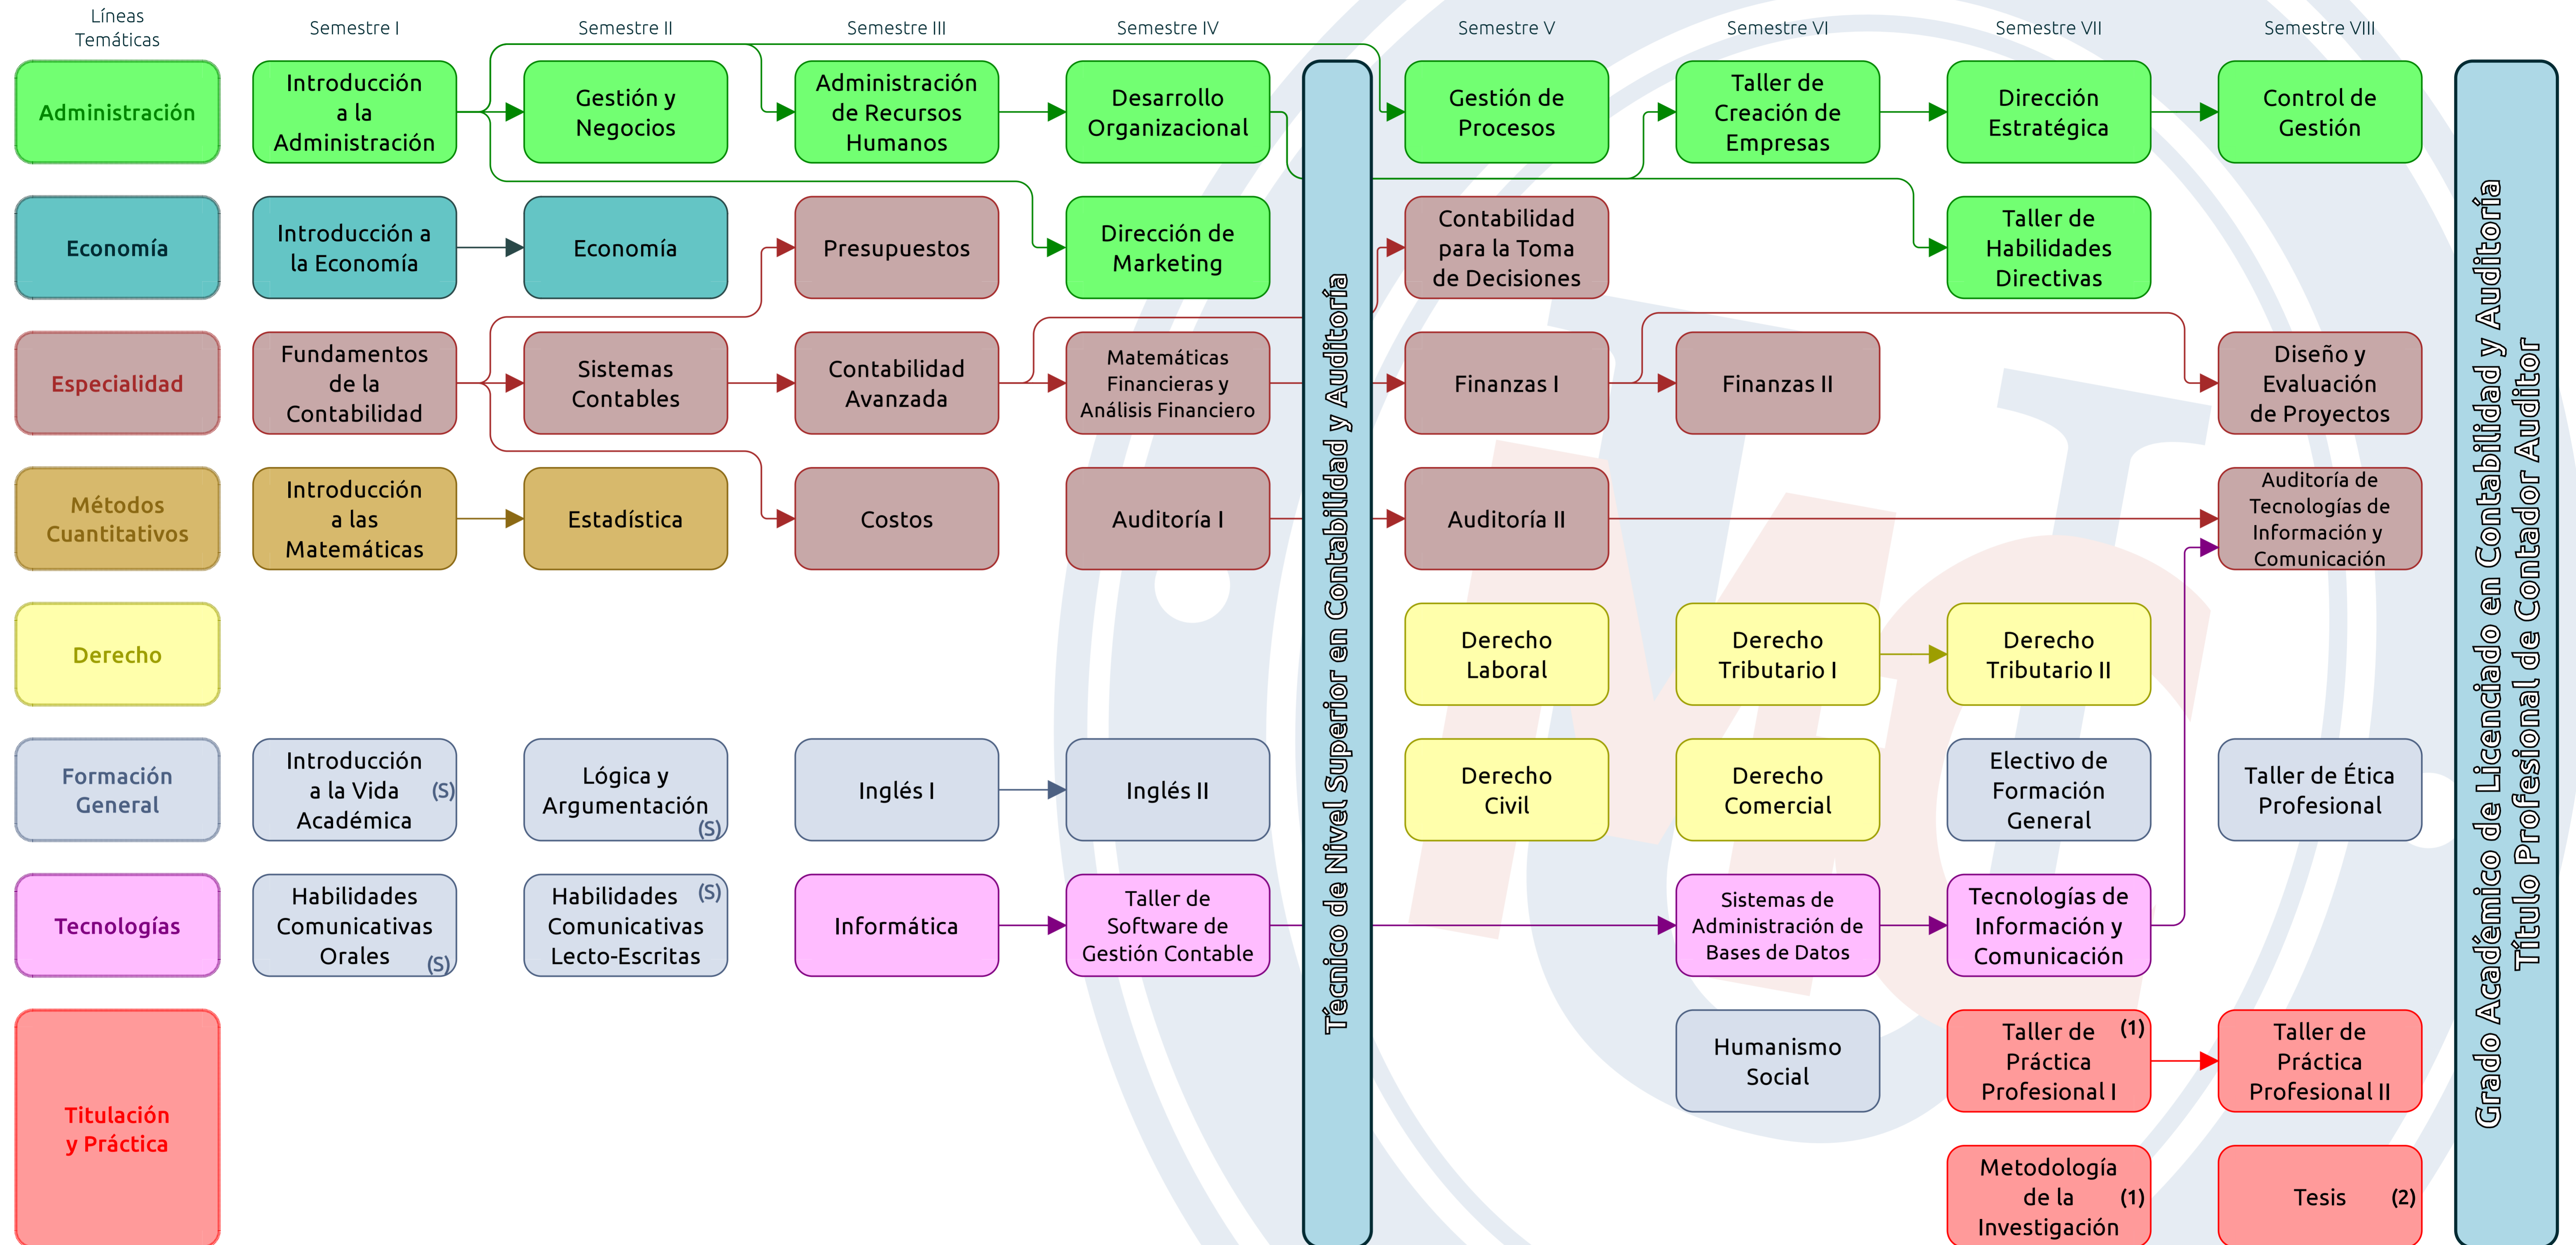 Líneas
Temáticas
Semestre I
Semestre II
Semestre III
Semestre IV
Semestre V
Semestre VI
Semestre VII
Semestre VIII
Administración
Introducción
a la
Administración
Gestión y
Negocios
Administración
de Recursos
Humanos
Desarrollo
Organizacional
Gestión de
Procesos
Taller de
Creación de
Empresas
Dirección
Estratégica
Control de
Gestión
Economía
Introducción a
la Economía
Economía
Presupuestos
Dirección de
Marketing
Contabilidad
para la Toma
de Decisiones
Taller de
Habilidades
Directivas
Especialidad
Fundamentos
de la
Contabilidad
Sistemas
Contables
Contabilidad
Avanzada
Matemáticas
Financieras y
Análisis Financiero
Finanzas I
Finanzas II
Diseño y
Evaluación
de Proyectos
Métodos
Cuantitativos
Introducción
a las
Matemáticas
Estadística
Costos
Auditoría I
Auditoría II
Auditoría de
Tecnologías de
Información y
Comunicación
Derecho
Derecho
Laboral
Derecho
Tributario I
Derecho
Tributario II
Formación
General
Introducción
a la Vida (S)
Académica
Lógica y
Argumentación
(S)
Inglés I
Inglés II
Derecho
Civil
Derecho
Comercial
Electivo de
Formación
General
Taller de Ética
Profesional
Tecnologías
Habilidades
Comunicativas
Orales (S)
Habilidades (S)
Comunicativas
Lecto-Escritas
Informática
Taller de
Software de
Gestión Contable
Sistemas de
Administración de
Bases de Datos
Tecnologías de
Información y
Comunicación
Titulación
y Práctica
Humanismo
Social
Taller de (1)
Práctica
Profesional I
Taller de
Práctica
Profesional II
Metodología
de la (1)
Investigación
Tesis (2)
Técnico de Nivel Superior en Contabilidad y Auditoría
Grado Académico de Licenciado en Contabilidad y Auditoría
Título Profesional de Contador Auditor